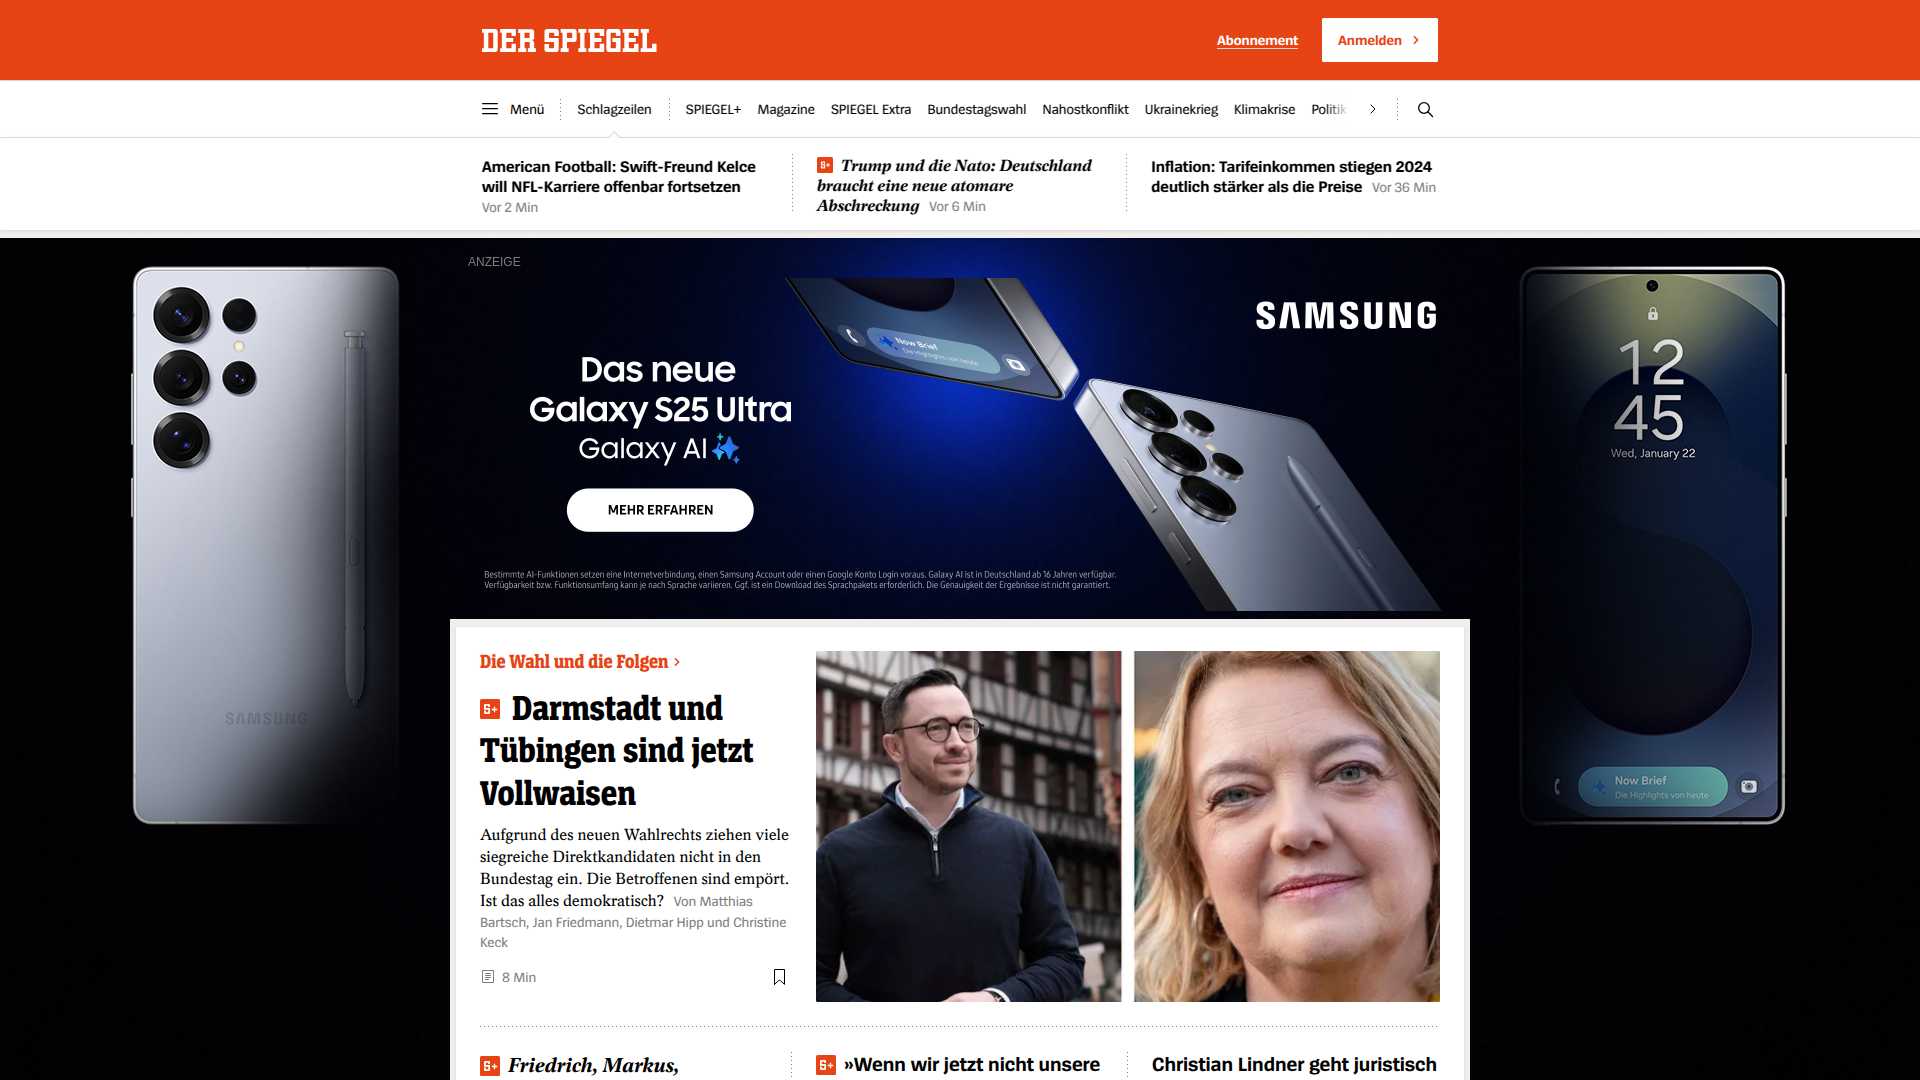 DER SPIEGEL
Abonnement
Anmelden
Menü
Schlagzeilen
SPIEGEL+
Magazine
SPIEGEL Extra
Bundestagswahl
Nahostkonflikt
Ukrainekrieg
Klimakrise
Politik
American Football: Swift-Freund Kelce
will NFL-Karriere offenbar fortsetzen
Vor 2 Min
S+ Trump und die Nato: Deutschland
braucht eine neue atomare
Abschreckung Vor 6 Min
Inflation: Tarifeinkommen stiegen 2024
deutlich stärker als die Preise Vor 36 Min
ANZEIGE
SAMSUNG
Now Brief
Die Highlights von heute
Das neue
Galaxy S25 Ultra
Galaxy AI
MEHR ERFAHREN
Bestimmte AI-Funktionen setzen eine Internetverbindung, einen Samsung Account oder einen Google Konto Login voraus. Galaxy AI ist in Deutschland ab 16 Jahren verfügbar.
Verfügbarkeit bzw. Funktionsumfang kann je nach Sprache variieren. Ggf. ist ein Download des Sprachpakets erforderlich. Die Genauigkeit der Ergebnisse ist nicht garantiert.
SAMSUNG
12
45
Wed, January 22
Now Brief
Die Highlights von heute
Die Wahl und die Folgen
S+ Darmstadt und
Tübingen sind jetzt
Vollwaisen
Aufgrund des neuen Wahlrechts ziehen viele
siegreiche Direktkandidaten nicht in den
Bundestag ein. Die Betroffenen sind empört.
Ist das alles demokratisch? Von Matthias
Bartsch, Jan Friedmann, Dietmar Hipp und Christine
Keck
8 Min
S+ Friedrich, Markus,
S+ »Wenn wir jetzt nicht unsere
Christian Lindner geht juristisch